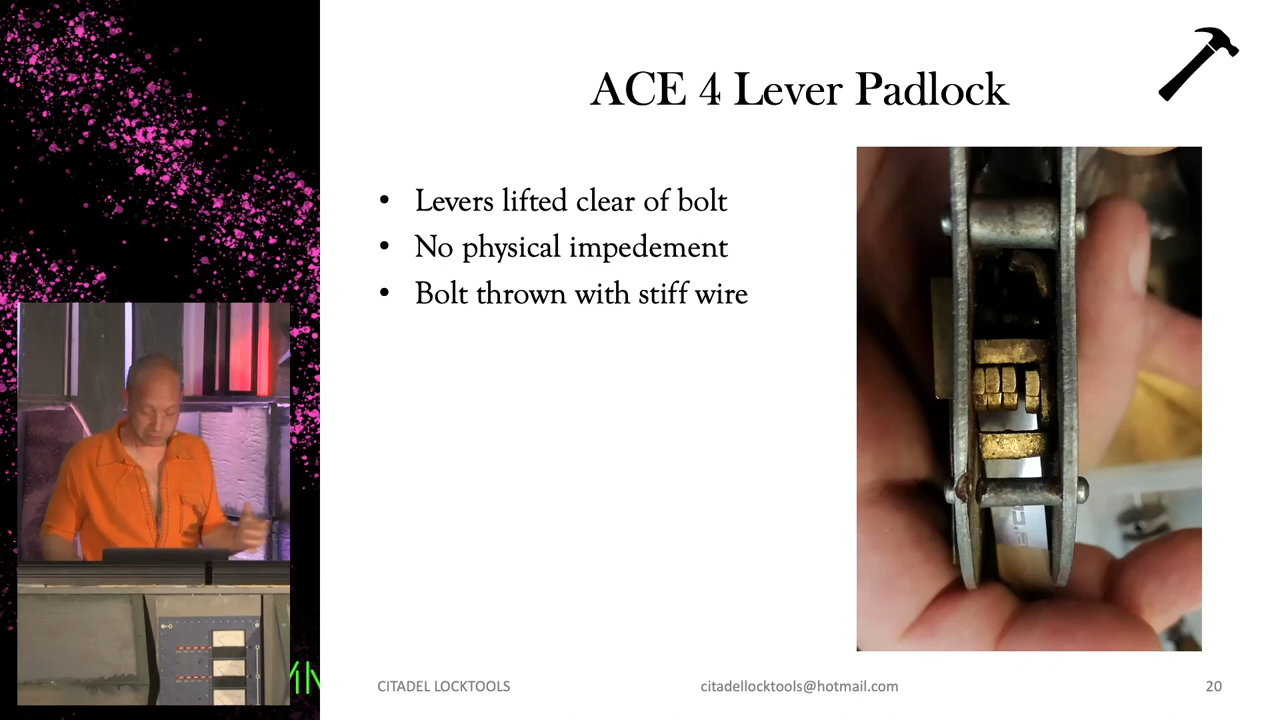 ACE 4 Lever Padlock
• Levers lifted clear of bolt
• No physical impedement
• Bolt thrown with stiff wire
CITADEL LOCKTOOLS
citadellocktools@hotmail.com
20